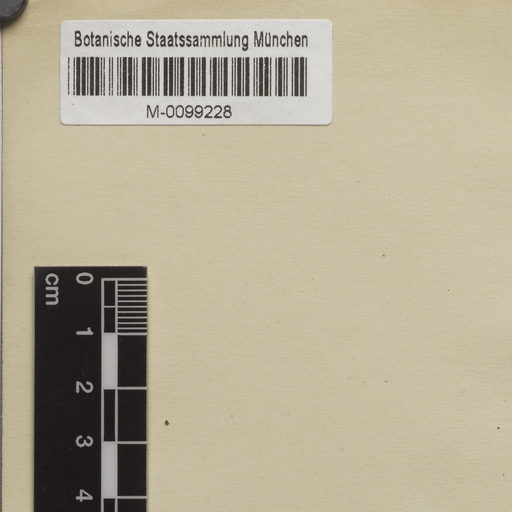 Botanische Staatssammlung München
M-0099228
cm
0
1
2
3
4